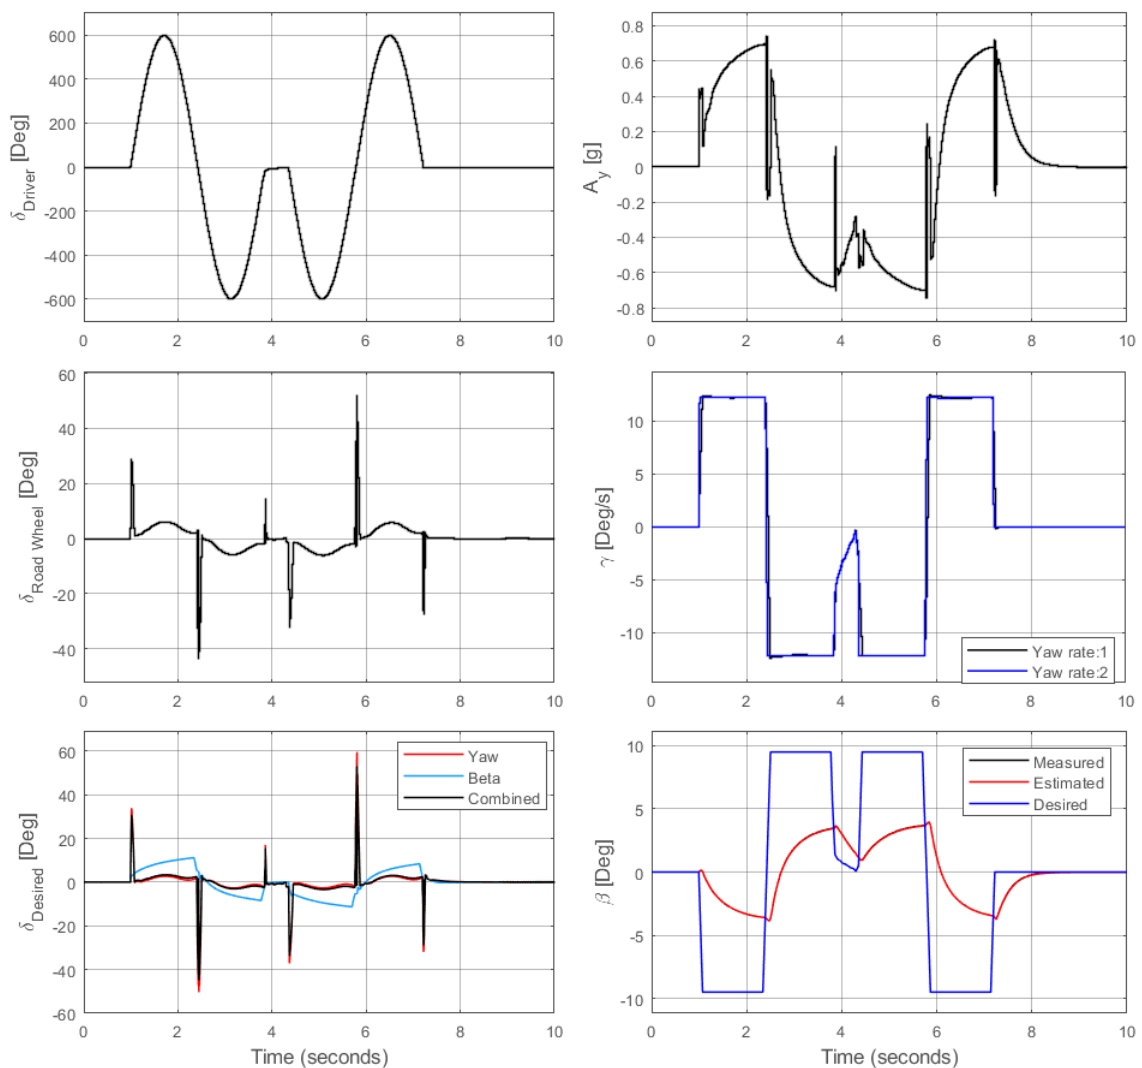 600
400
200
0
-200
-400
-600
δDriver [Deg]
0 2 4 6 8 10
0.8
0.6
0.4
0.2
0
-0.2
-0.4
-0.6
-0.8
Ay [g]
0 2 4 6 8 10
60
40
20
0
-20
-40
δRoad Wheel [Deg]
0 2 4 6 8 10
10
5
0
-5
-10
γ [Deg/s]
Yaw rate:1
Yaw rate:2
0 2 4 6 8 10
60
40
20
0
-20
-40
-60
δDesired [Deg]
Yaw
Beta
Combined
0 2 4 6 8 10
Time (seconds)
10
5
0
-5
-10
β [Deg]
Measured
Estimated
Desired
0 2 4 6 8 10
Time (seconds)